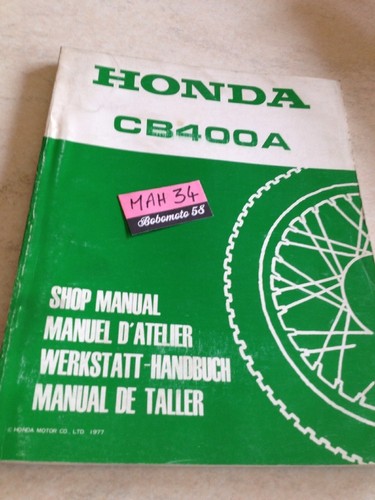 HONDA
CB400A
MAH 34
Bobomoto 58
SHOP MANUAL
MANUEL D'ATELIER
WERKSTATT-HANDBUCH
MANUAL DE TALLER
© HONDA MOTOR CO., LTD. 1977